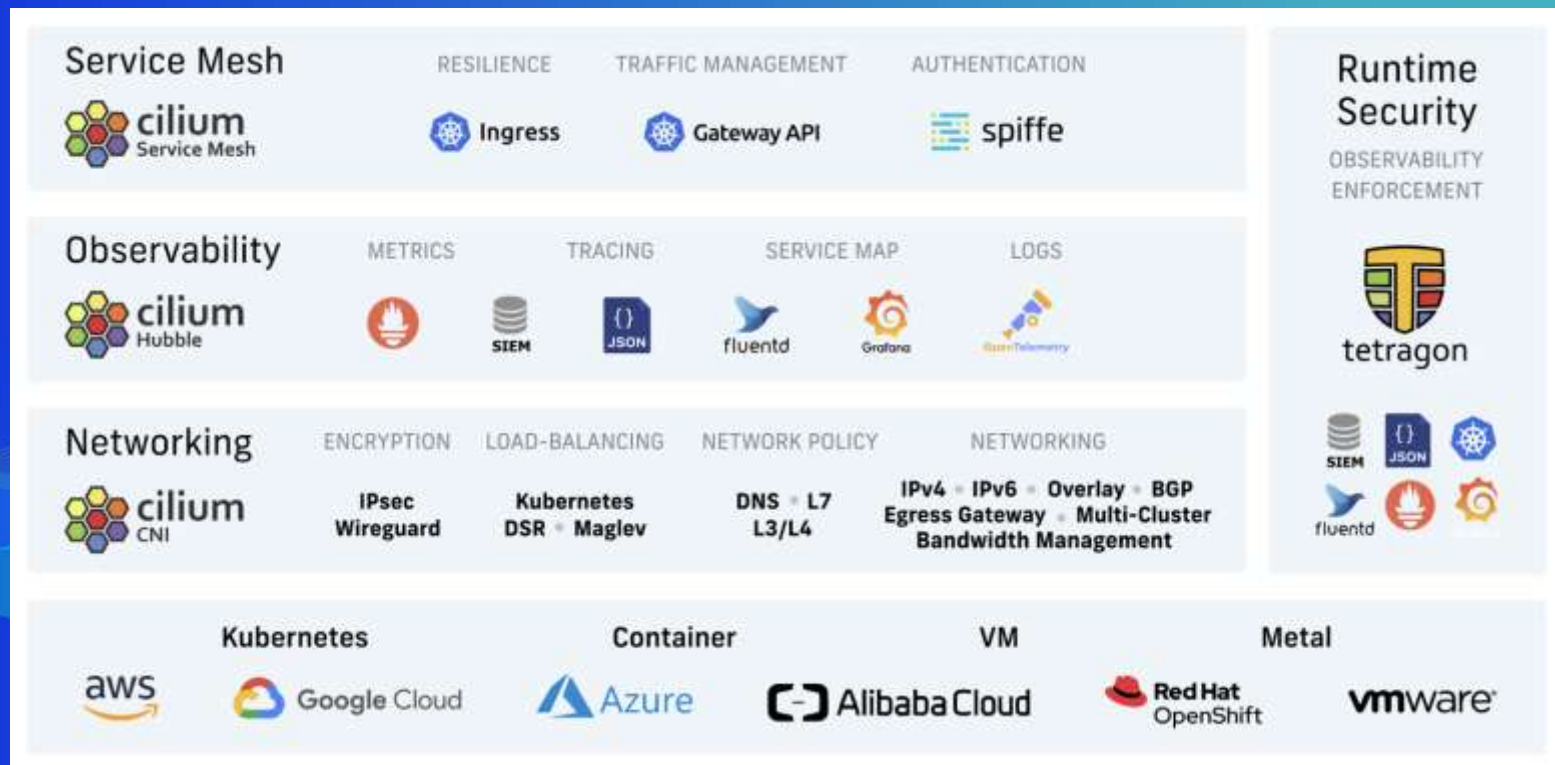 Service Mesh
cilium
Service Mesh
RESILIENCE
TRAFFIC MANAGEMENT
AUTHENTICATION
Ingress
Gateway API
spiffe
Observability
cilium
Hubble
METRICS
TRACING
SERVICE MAP
LOGS
SIEM
{}
JSON
fluentd
Grafana
OpenTelemetry
Networking
cilium
CNI
ENCRYPTION
IPsec
Wireguard
LOAD-BALANCING
Kubernetes
DSR • Maglev
NETWORK POLICY
DNS • L7
L3/L4
NETWORKING
IPv4 • IPv6 • Overlay • BGP
Egress Gateway • Multi-Cluster
Bandwidth Management
Runtime
Security
OBSERVABILITY
ENFORCEMENT
tetragon
SIEM
{}
JSON
fluentd
Kubernetes
Container
VM
Metal
aws
Google Cloud
Azure
Alibaba Cloud
Red Hat
OpenShift
vmware